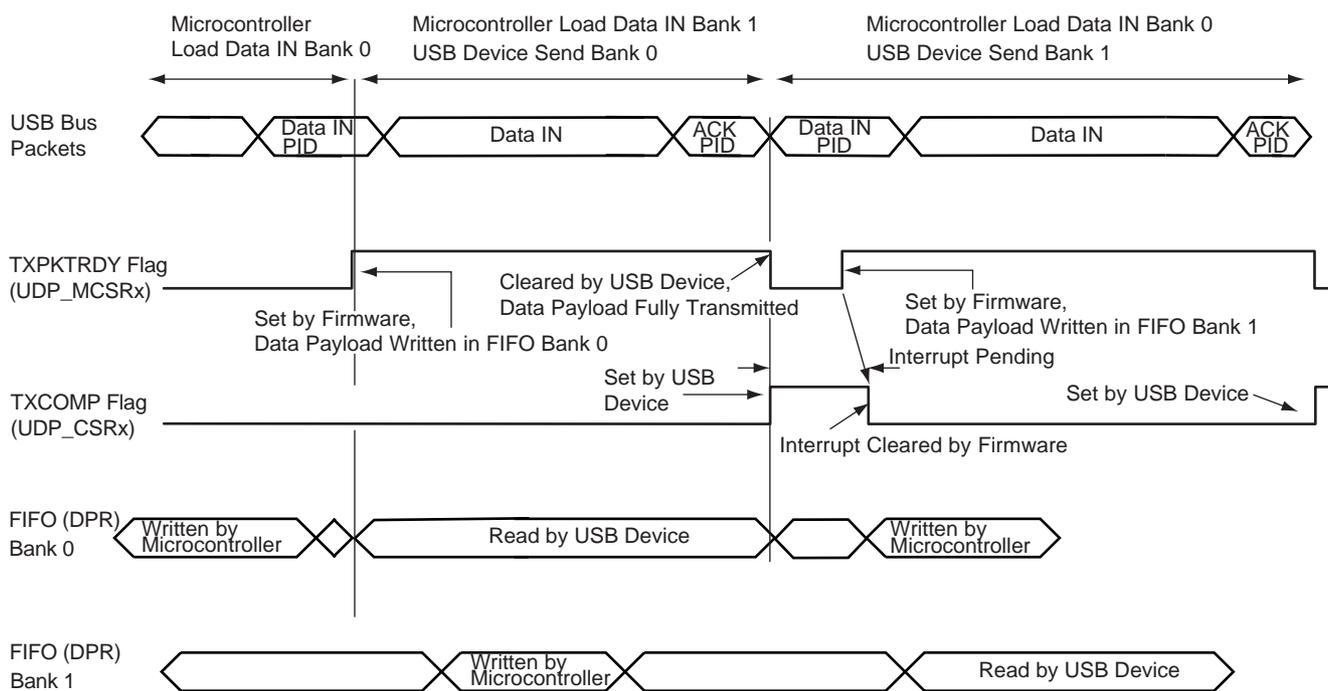 Microcontroller
Load Data IN Bank 0
Microcontroller Load Data IN Bank 1
USB Device Send Bank 0
Microcontroller Load Data IN Bank 0
USB Device Send Bank 1
USB Bus
Packets
Data IN
PID
Data IN
ACK
PID
Data IN
PID
Data IN
ACK
PID
TXPKTRDY Flag
(UDP_MCSRx)
Set by Firmware,
Data Payload Written in FIFO Bank 0
Cleared by USB Device,
Data Payload Fully Transmitted
Set by Firmware,
Data Payload Written in FIFO Bank 1
Interrupt Pending
TXCOMP Flag
(UDP_CSRx)
Set by USB
Device
Set by USB Device
Interrupt Cleared by Firmware
FIFO (DPR)
Bank 0
Written by
Microcontroller
Read by USB Device
Written by
Microcontroller
FIFO (DPR)
Bank 1
Written by
Microcontroller
Read by USB Device